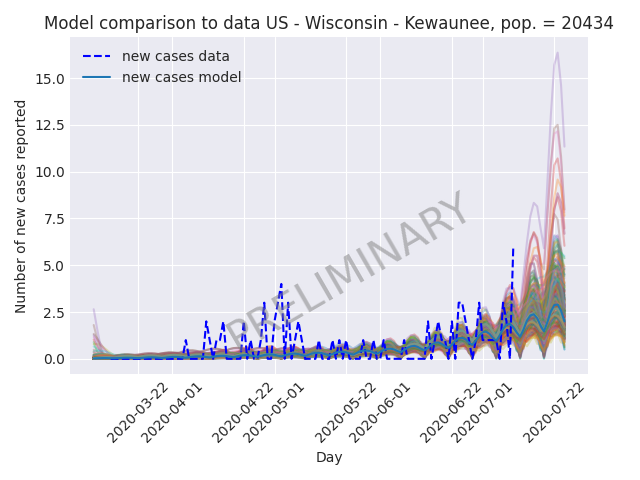 Model comparison to data US - Wisconsin - Kewaunee, pop. = 20434
new cases data
new cases model
Number of new cases reported
15.0
12.5
10.0
7.5
5.0
2.5
0.0
PRELIMINARY
2020-03-22
2020-04-01
2020-04-22
2020-05-01
2020-05-22
2020-06-01
2020-06-22
2020-07-01
2020-07-22
Day